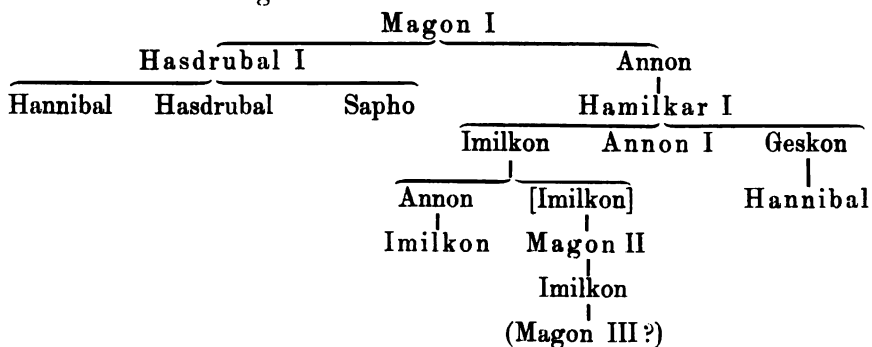 Magon I
Hasdrubal I Annon
Hannibal Hasdrubal Sapho Hamilkar I
Imilkon Annon I Geskon
Annon [Imilkon] Hannibal
Imilkon Magon II
Imilkon
(Magon III?)